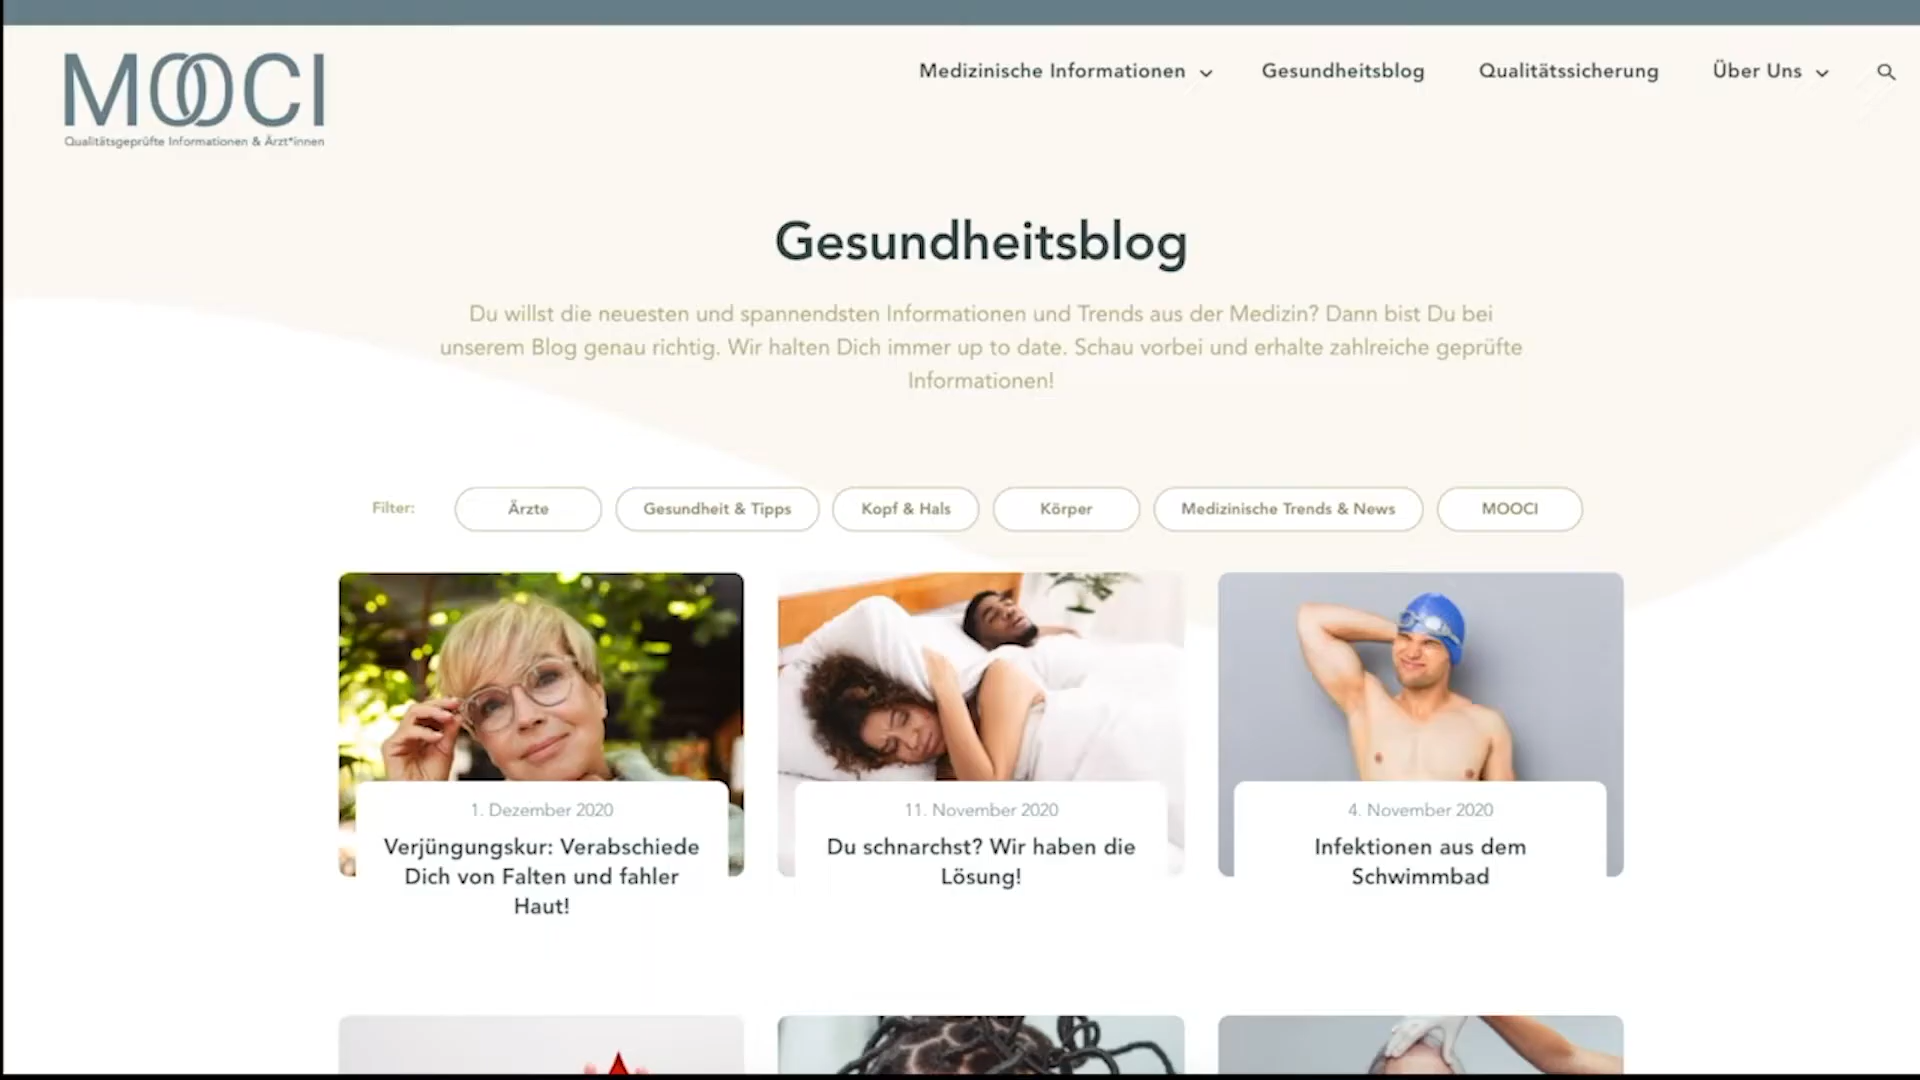 MOOCI
Qualitätsgeprüfte Informationen & Ärzt*innen
Medizinische Informationen
Gesundheitsblog
Qualitätssicherung
Über Uns
Gesundheitsblog
Du willst die neuesten und spannendsten Informationen und Trends aus der Medizin? Dann bist Du bei
unserem Blog genau richtig. Wir halten Dich immer up to date. Schau vorbei und erhalte zahlreiche geprüfte
Informationen!
Filter:
Ärzte
Gesundheit & Tipps
Kopf & Hals
Körper
Medizinische Trends & News
MOOCI
1. Dezember 2020
Verjüngungskur: Verabschiede
Dich von Falten und fahler
Haut!
11. November 2020
Du schnarchst? Wir haben die
Lösung!
4. November 2020
Infektionen aus dem
Schwimmbad